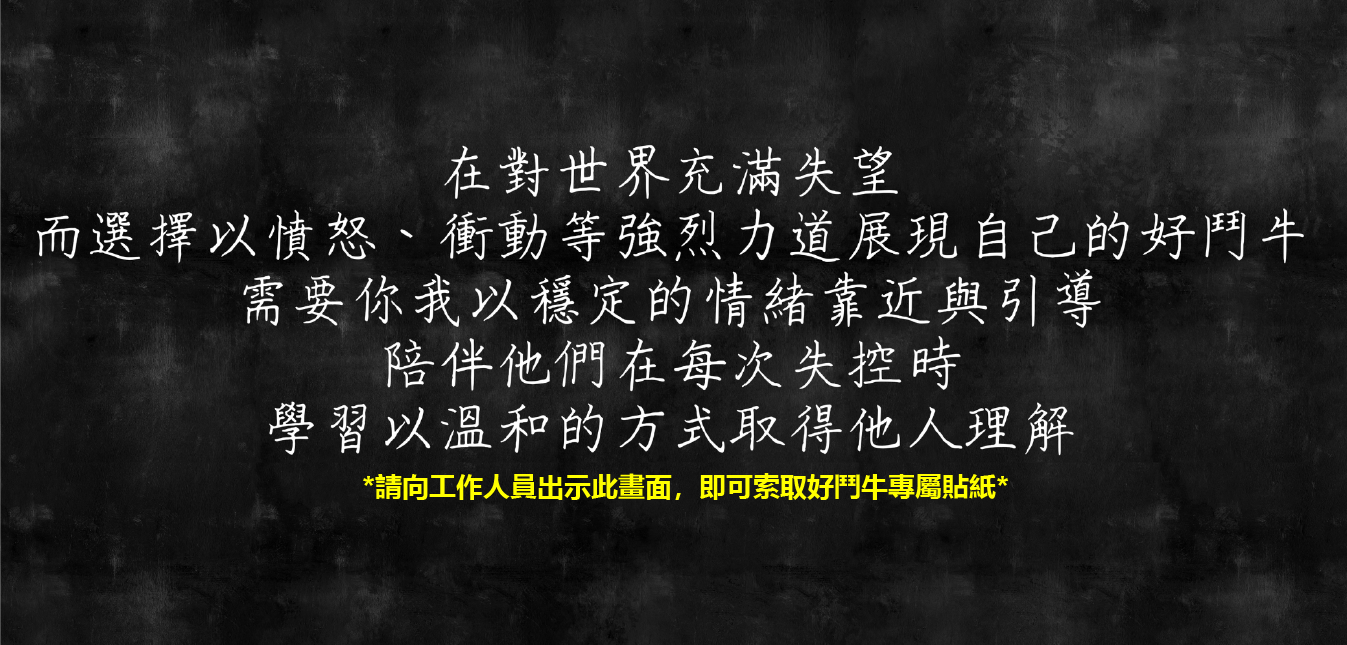 在對世界充滿失望
而選擇以憤怒、衝動等強烈力道展現自己的好鬥牛
需要你我以穩定的情緒靠近與引導
陪伴他們在每次失控時
學習以溫和的方式取得他人理解
*請向工作人員出示此畫面，即可索取好鬥牛專屬貼紙*